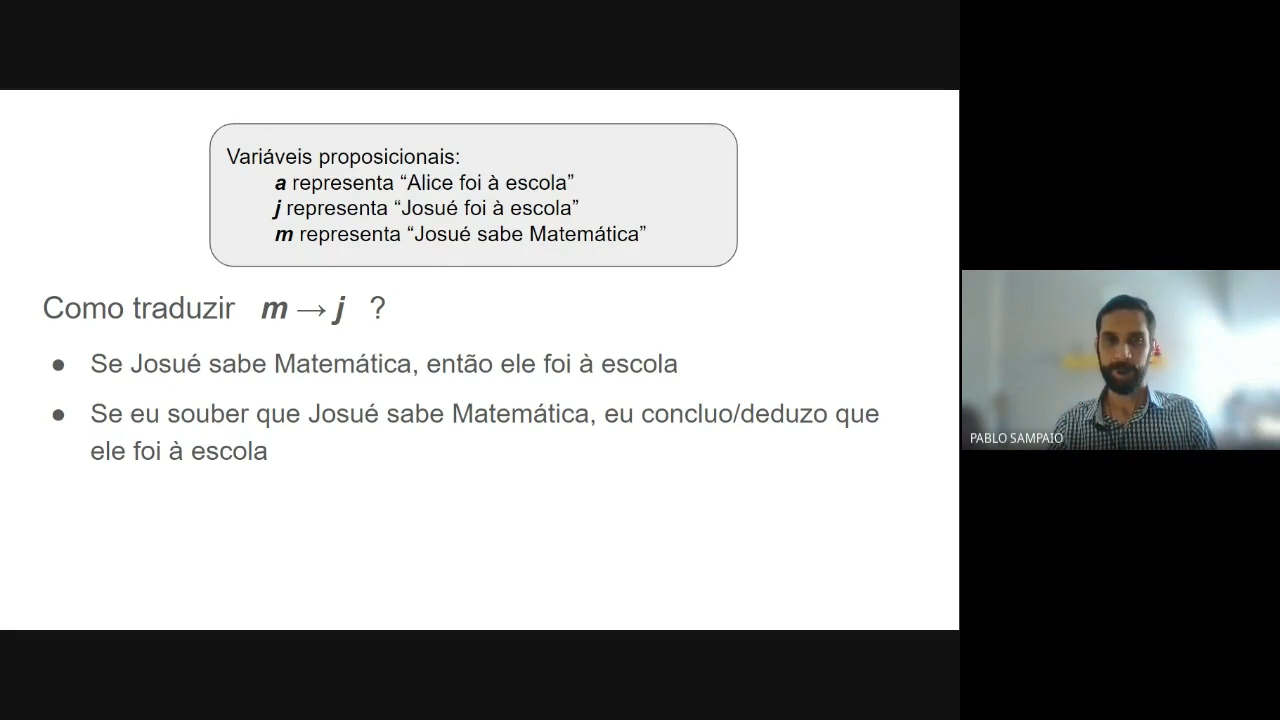 Variáveis proposicionais:
a representa “Alice foi à escola”
j representa “Josué foi à escola”
m representa “Josué sabe Matemática”
Como traduzir m → j ?
● Se Josué sabe Matemática, então ele foi à escola
● Se eu souber que Josué sabe Matemática, eu concluo/deduzo que
ele foi à escola
PABLO SAMPAIO